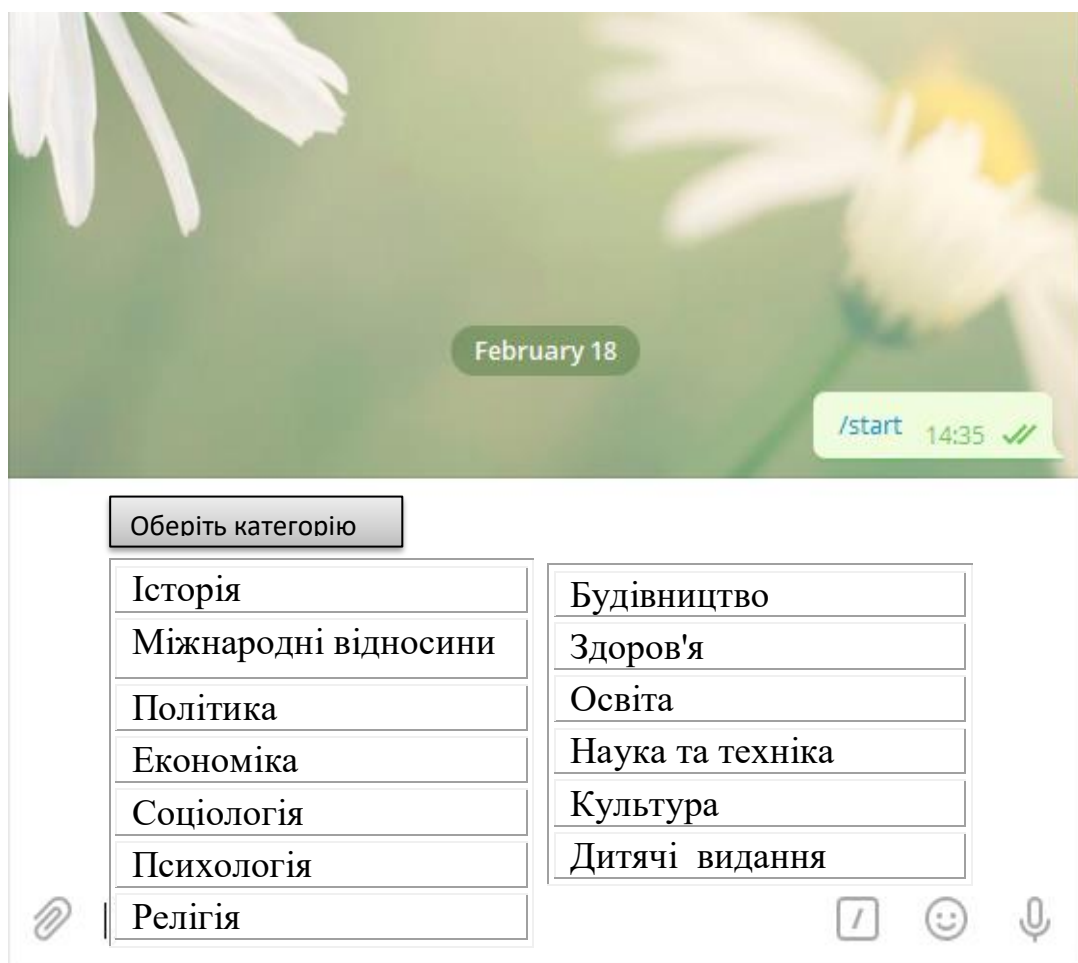 February 18
/start 14:35
Оберіть категорію
Історія
Міжнародні відносини
Політика
Економіка
Соціологія
Психологія
Релігія
Будівництво
Здоров'я
Освіта
Наука та техніка
Культура
Дитячі видання